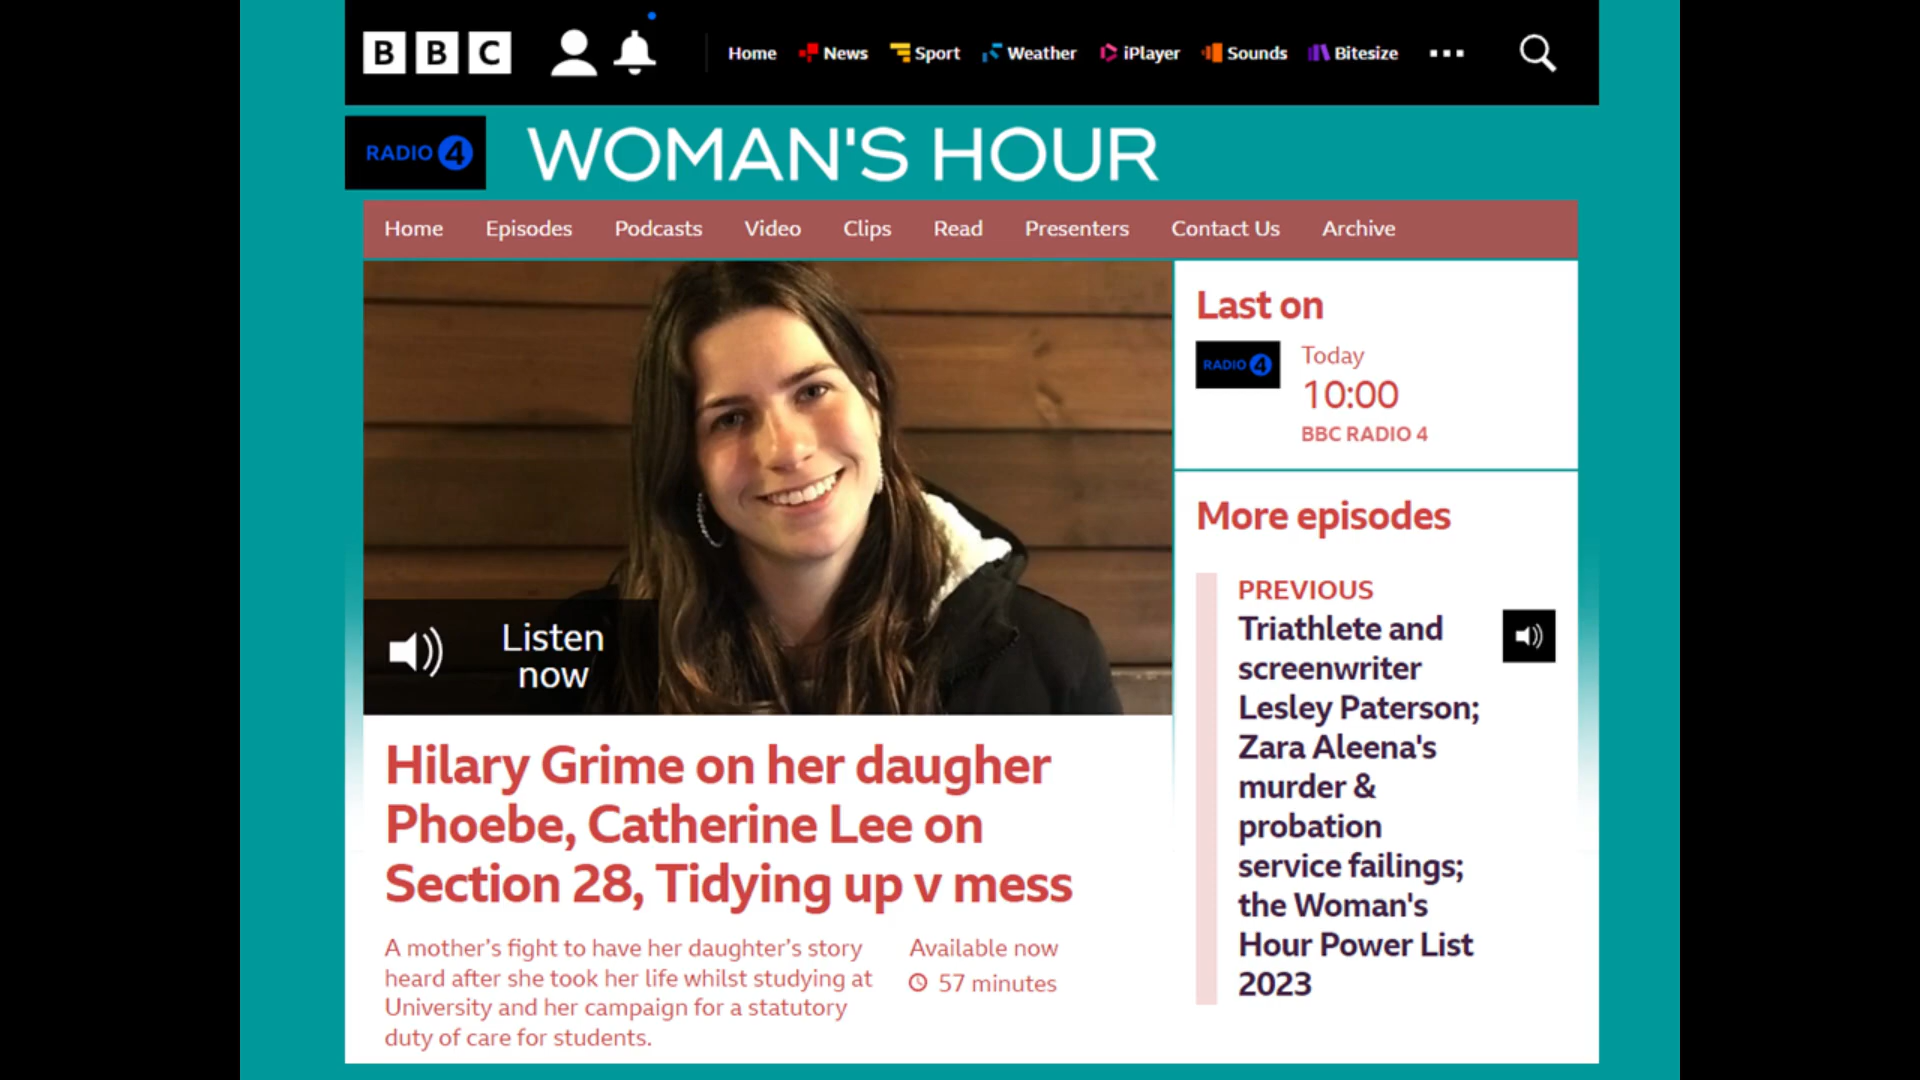 BBC
Home News Sport Weather iPlayer Sounds Bitesize
RADIO 4 WOMAN'S HOUR
Home Episodes Podcasts Video Clips Read Presenters Contact Us Archive
Listen
now
Hilary Grime on her daugher
Phoebe, Catherine Lee on
Section 28, Tidying up v mess
A mother’s fight to have her daughter’s story
heard after she took her life whilst studying at
University and her campaign for a statutory
duty of care for students.
Available now
57 minutes
Last on
RADIO 4
Today
10:00
BBC RADIO 4
More episodes
PREVIOUS
Triathlete and
screenwriter
Lesley Paterson;
Zara Aleena's
murder &
probation
service failings;
the Woman's
Hour Power List
2023